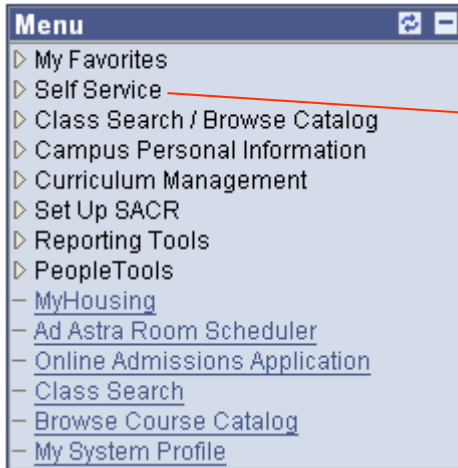 Menu
My Favorites
Self Service
Class Search / Browse Catalog
Campus Personal Information
Curriculum Management
Set Up SACR
Reporting Tools
PeopleTools
MyHousing
Ad Astra Room Scheduler
Online Admissions Application
Class Search
Browse Course Catalog
My System Profile